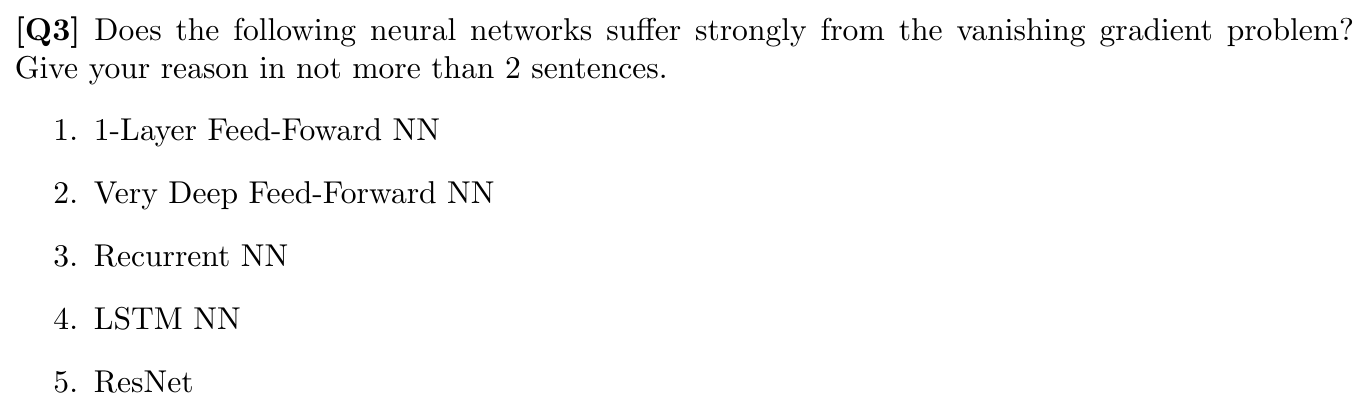 [Q3] Does the following neural networks suffer strongly from the vanishing gradient problem?
Give your reason in not more than 2 sentences.
1. 1-Layer Feed-Foward NN
2. Very Deep Feed-Forward NN
3. Recurrent NN
4. LSTM NN
5. ResNet